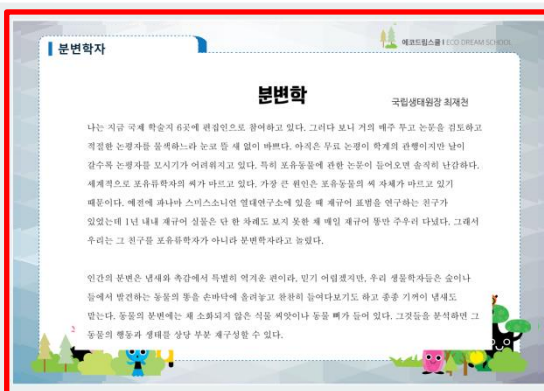 분변학자
에코드림스쿨 I ECO DREAM SCHOOL
분변학
국립생태원장 최재천
나는 지금 국제 학술지 6곳에 편집인으로 참여하고 있다. 그러다 보니 거의 매주 투고 논문을 검토하고
적절한 논평자를 물색하느라 눈코 뜰 새 없이 바쁘다. 아직은 무료 논평이 학계의 관행이지만 날이
갈수록 논평자를 모시기가 어려워지고 있다. 특히 포유동물에 관한 논문이 들어오면 솔직히 난감하다.
세계적으로 포유류학자의 씨가 마르고 있다. 가장 큰 원인은 포유동물의 씨 자체가 마르고 있기
때문이다. 예전에 파나마 스미스소니언 열대연구소에 있을 때 재규어 표범을 연구하는 친구가
있었는데 1년 내내 재규어 실물은 단 한 차례도 보지 못한 채 매일 재규어 똥만 주우러 다녔다. 그래서
우리는 그 친구를 포유류학자가 아니라 분변학자라고 놀렸다.
인간의 분변은 냄새와 촉감에서 특별히 역겨운 편이라, 믿기 어렵겠지만, 우리 생물학자들은 숲이나
들에서 발견하는 동물의 똥을 손바닥에 올려놓고 찬찬히 들여다보기도 하고 종종 기꺼이 냄새도
맡는다. 동물의 분변에는 채 소화되지 않은 식물 씨앗이나 동물 뼈가 들어 있다. 그것들을 분석하면 그
동물의 행동과 생태를 상당 부분 재구성할 수 있다.
2